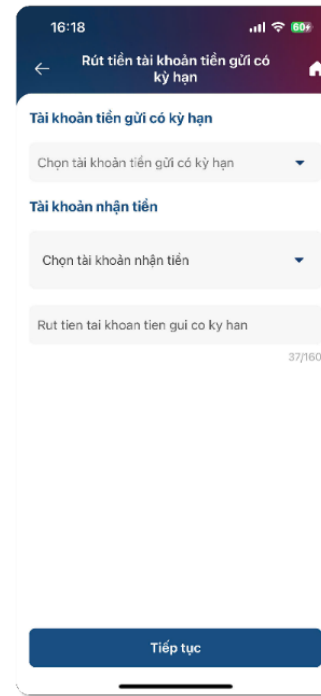 16:18
60
Rút tiền tài khoản tiền gửi có
kỳ hạn
Tài khoản tiền gửi có kỳ hạn
Chọn tài khoản tiền gửi có kỳ hạn
Tài khoản nhận tiền
Chọn tài khoản nhận tiền
Rut tien tai khoan tien gui co ky han
37/160
Tiếp tục